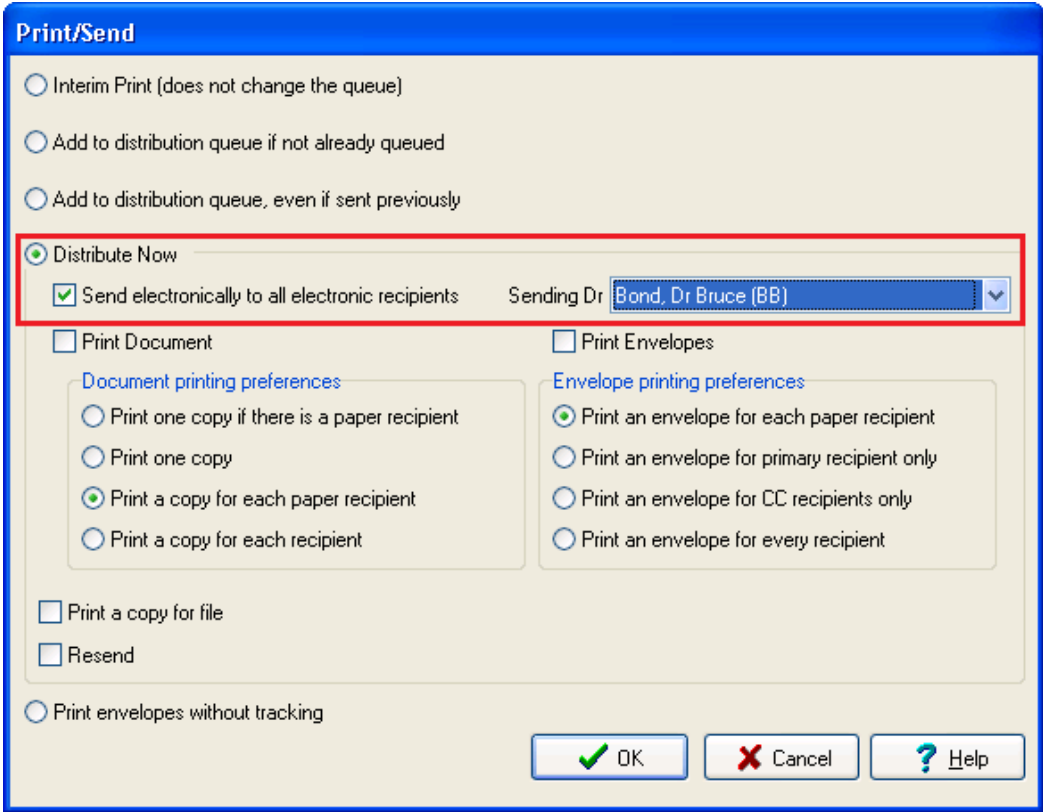 Print/Send
Interim Print (does not change the queue)
Add to distribution queue if not already queued
Add to distribution queue, even if sent previously
Distribute Now
Send electronically to all electronic recipients Sending Dr Bond, Dr Bruce (BB)
Print Document Print Envelopes
Document printing preferences Envelope printing preferences
Print one copy if there is a paper recipient Print an envelope for each paper recipient
Print one copy Print an envelope for primary recipient only
Print a copy for each paper recipient Print an envelope for CC recipients only
Print a copy for each recipient Print an envelope for every recipient
Print a copy for file
Resend
Print envelopes without tracking
OK Cancel Help